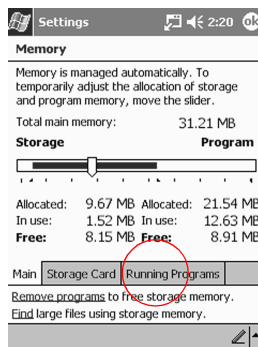 Settings 2:20 ok
Memory
Memory is managed automatically. To
temporarily adjust the allocation of storage
and program memory, move the slider.
Total main memory: 31.21 MB
Storage Program
Allocated: 9.67 MB Allocated: 21.54 MB
In use: 1.52 MB In use: 12.63 MB
Free: 8.15 MB Free: 8.91 MB
Main Storage Card Running Programs
Remove programs to free storage memory.
Find large files using storage memory.